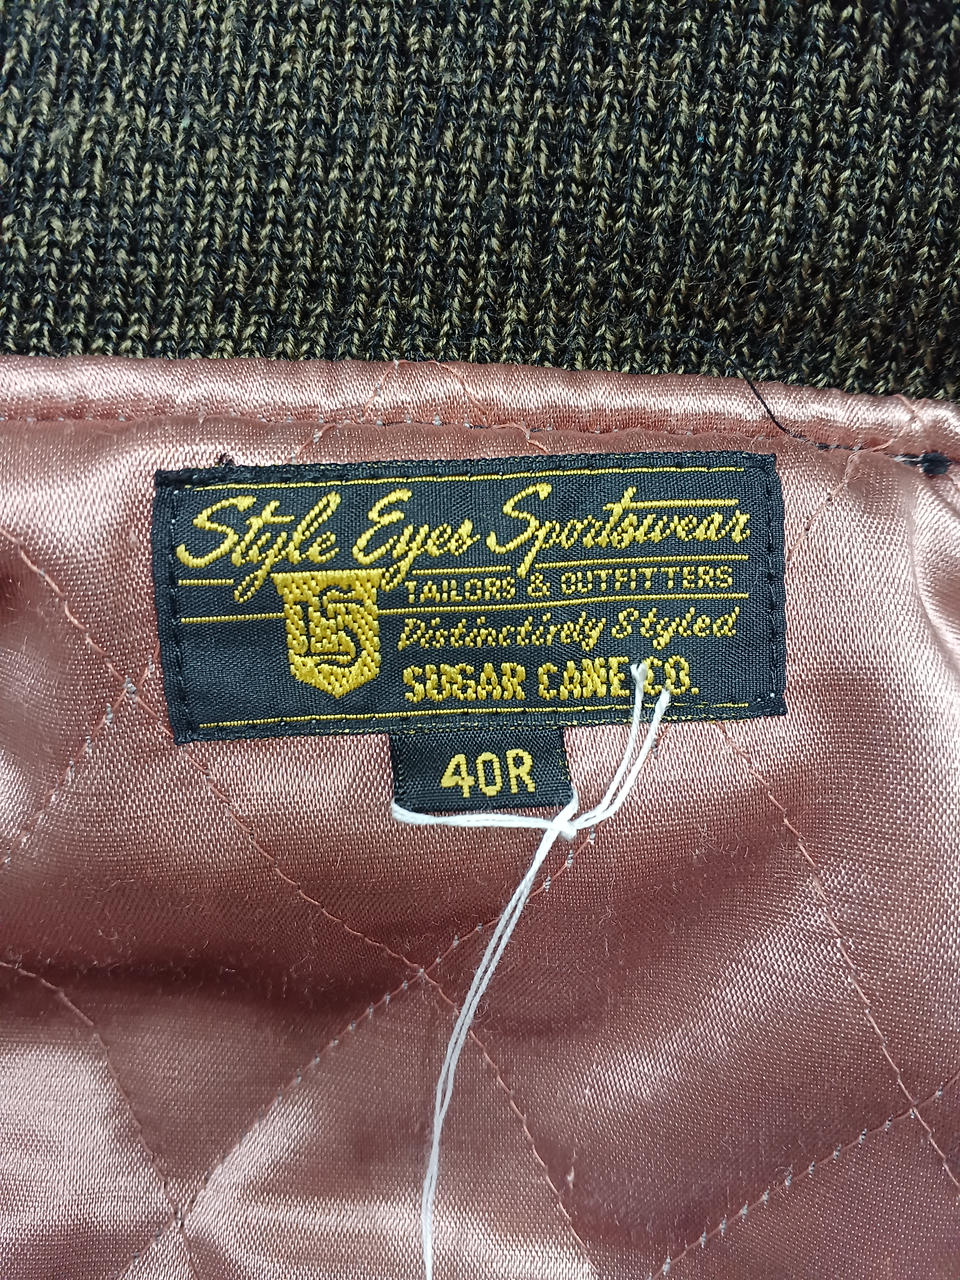 Style Eyes Sportswear
TAILORS & OUTFITTERS
Distinctively Styled
SUGAR CANE CO.
40R